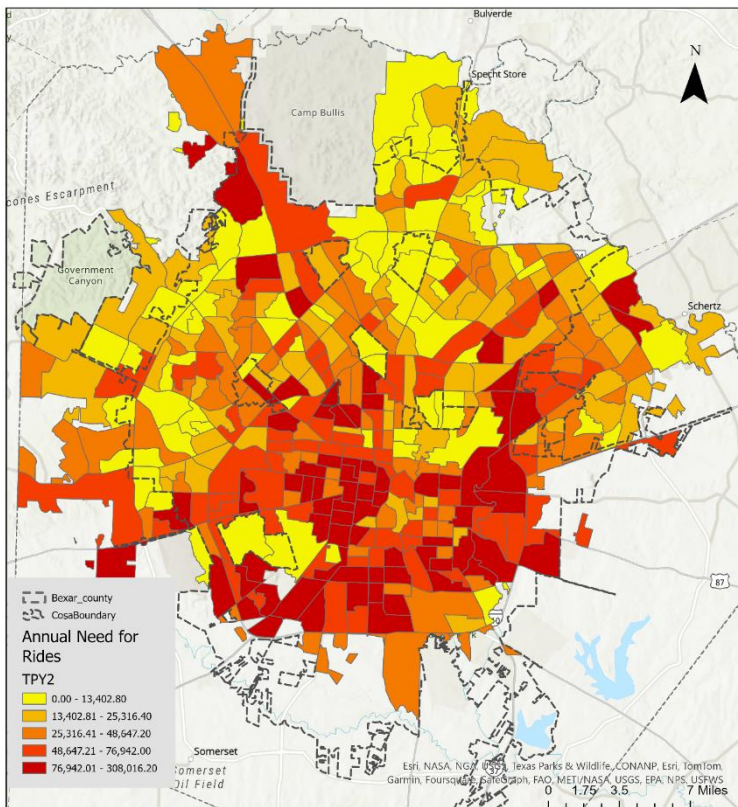 Bulverde
Specht Store
N
Camp Bullis
cones Escarpment
Government
Canyon
Schertz
87
Bexar_county
CosaBoundary
Annual Need for
Rides
TPY2
0.00 - 13,402.80
13,402.81 - 25,316.40
25,316.41 - 48,647.20
48,647.21 - 76,942.00
76,942.01 - 308,016.20
Somerset
Somerset
Oil Field
37
Esri, NASA, NGA, USGS, Texas Parks & Wildlife, CONANP, Esri, TomTom,
Garmin, Foursquare, SafeGraph, FAO, METI/NASA, USGS, EPA, NPS, USFWS
0 1.75 3.5 7 Miles